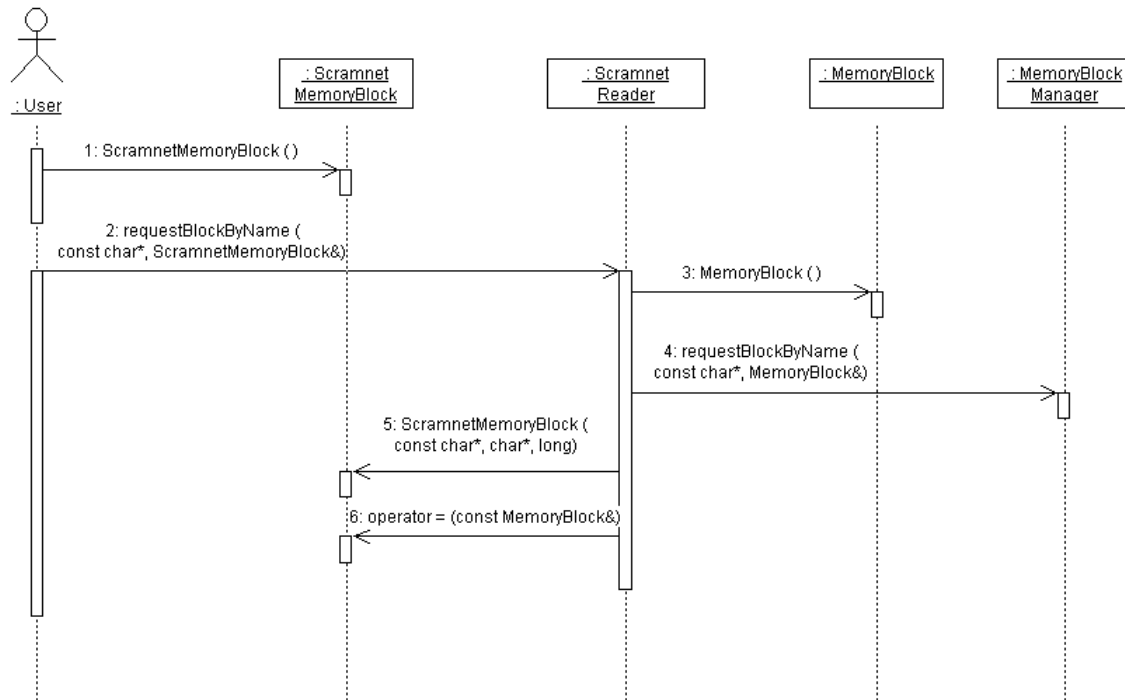 : User
: Scramnet
MemoryBlock
: Scramnet
Reader
: MemoryBlock
: MemoryBlock
Manager
1: ScramnetMemoryBlock ( )
2: requestBlockByName (
const char*, ScramnetMemoryBlock&)
3: MemoryBlock ( )
4: requestBlockByName (
const char*, MemoryBlock&)
5: ScramnetMemoryBlock (
const char*, char*, long)
6: operator = (const MemoryBlock&)